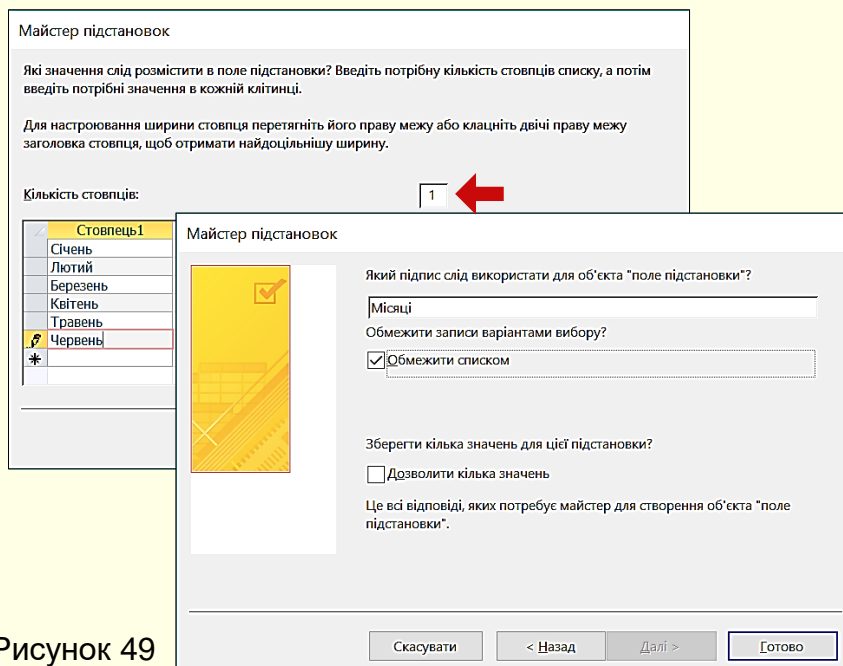 Майстер підстановок
Які значення слід розмістити в поле підстановки? Введіть потрібну кількість стовпців списку, а потім
введіть потрібні значення в кожній клітинці.
Для настроювання ширини стовпця перетягніть його праву межу або клацніть двічі праву межу
заголовка стовпця, щоб отримати найдоцільнішу ширину.
Кількість стовпців: 1
Стовпець1
Січень
Лютий
Березень
Квітень
Травень
Червень
Майстер підстановок
Який підпис слід використати для об'єкта "поле підстановки"?
Місяці
Обмежити записи варіантами вибору?
Обмежити списком
Зберегти кілька значень для цієї підстановки?
Дозволити кілька значень
Це всі відповіді, яких потребує майстер для створення об'єкта "поле
підстановки".
Скасувати < Назад Далі > Готово
Рисунок 49